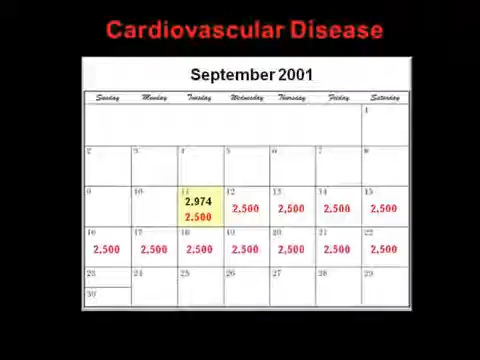 Cardiovascular Disease
September 2001
Sunday Monday Tuesday Wednesday Thursday Friday Saturday
1
2 3 4 5 6 7 8
9 10 11 12 13 14 15
2,974
2,500 2,500 2,500 2,500 2,500
16 17 18 19 20 21 22
2,500 2,500 2,500 2,500 2,500 2,500 2,500
23 24 25 26 27 28 29
30